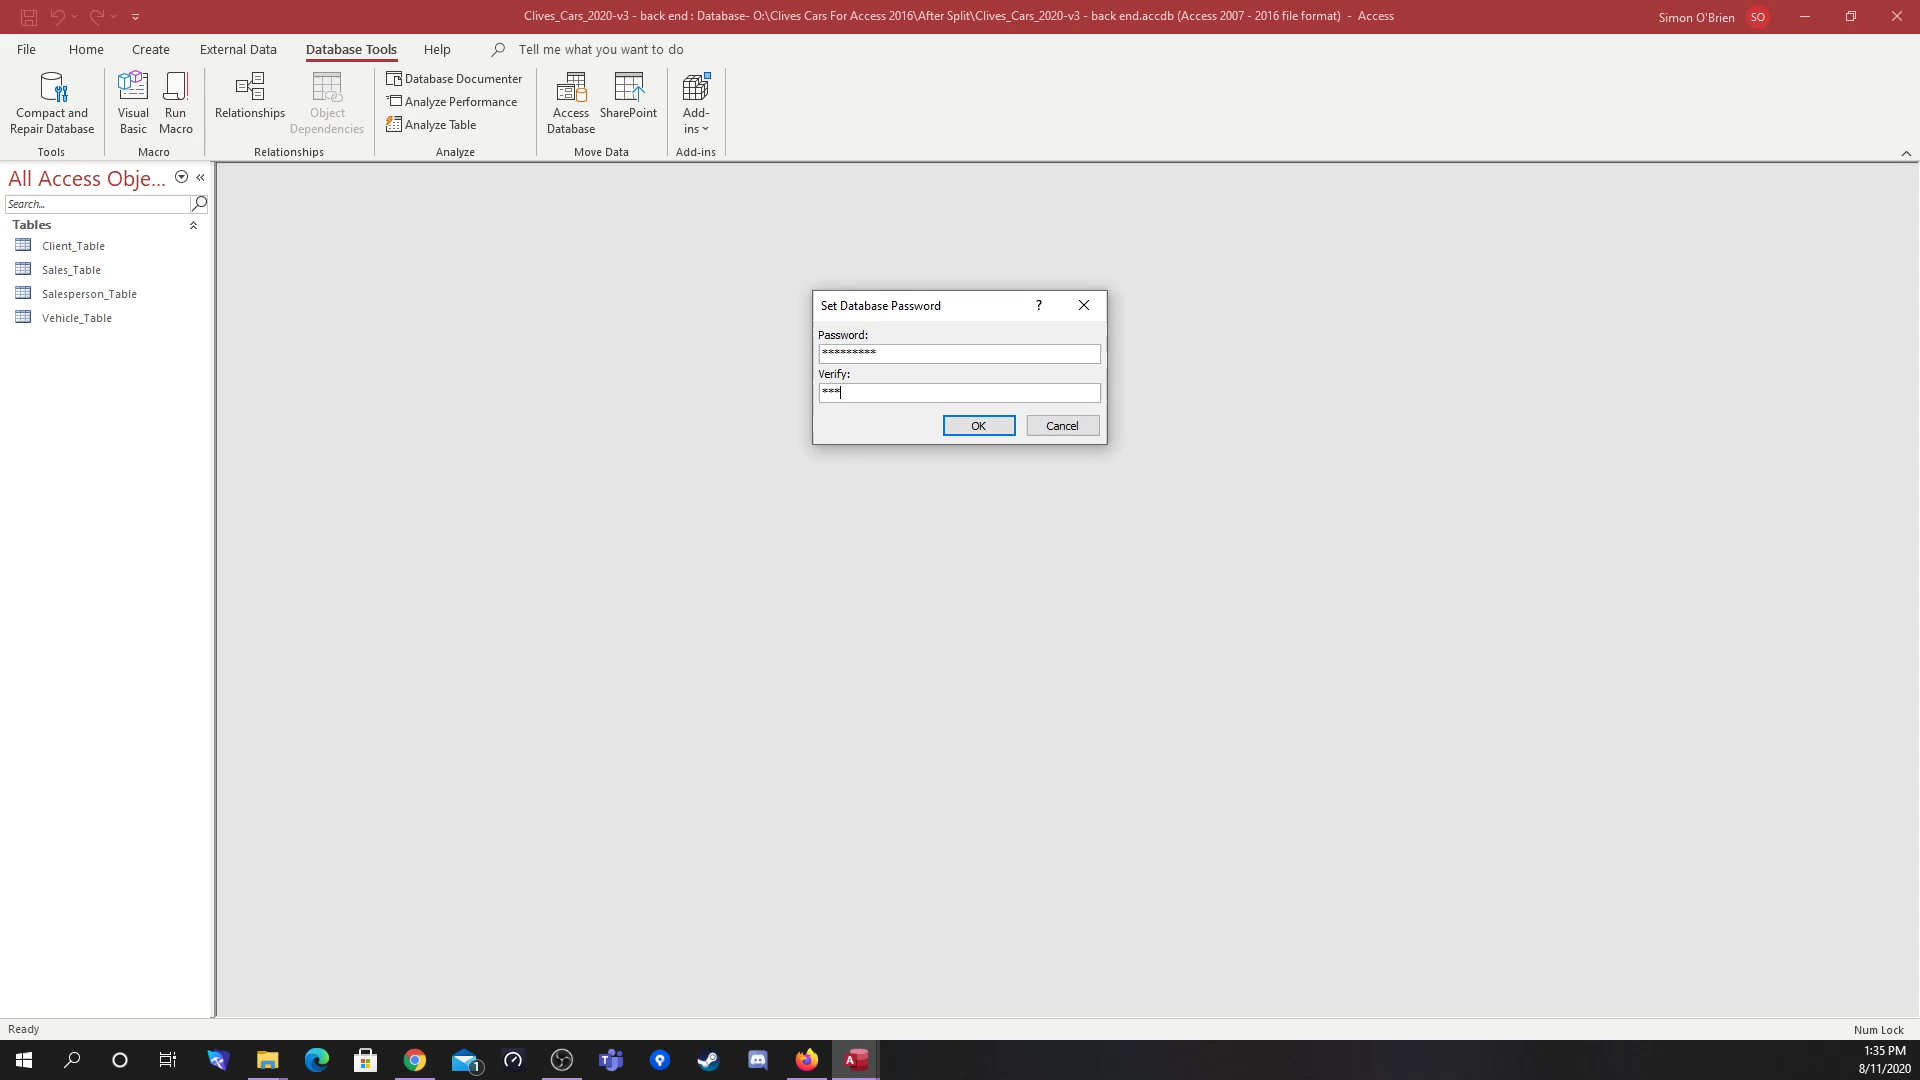 Clives_Cars_2020-v3 - back end : Database- O:\Clives Cars For Access 2016\After Split\Clives_Cars_2020-v3 - back end.accdb (Access 2007 - 2016 file format) - Access
Simon O'Brien SO
File Home Create External Data Database Tools Help Tell me what you want to do
Compact and
Repair Database
Visual
Basic
Run
Macro
Relationships
Object
Dependencies
Database Documenter
Analyze Performance
Analyze Table
Access
Database
SharePoint
Add-
ins
Tools Macro Relationships Analyze Move Data Add-ins
All Access Obje...
Search...
Tables
Client_Table
Sales_Table
Salesperson_Table
Vehicle_Table
Set Database Password ?
Password:
*********
Verify:
***
OK Cancel
Ready
Num Lock
1
1:35 PM
8/11/2020